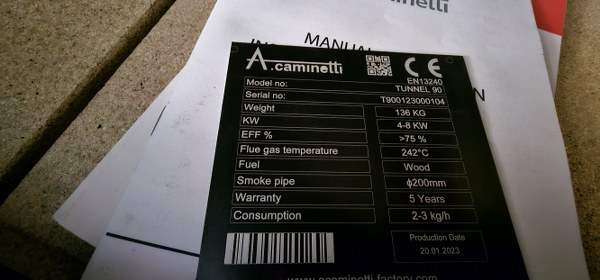 MANUAL
A.caminetti
CE
EN13240
Model no: TUNNEL 90
Serial no: T900123000104
Weight 136 KG
KW 4-8 KW
EFF % >75 %
Flue gas temperature 242°C
Fuel Wood
Smoke pipe ϕ200mm
Warranty 5 Years
Consumption 2-3 kg/h
Production Date
20.01.2023